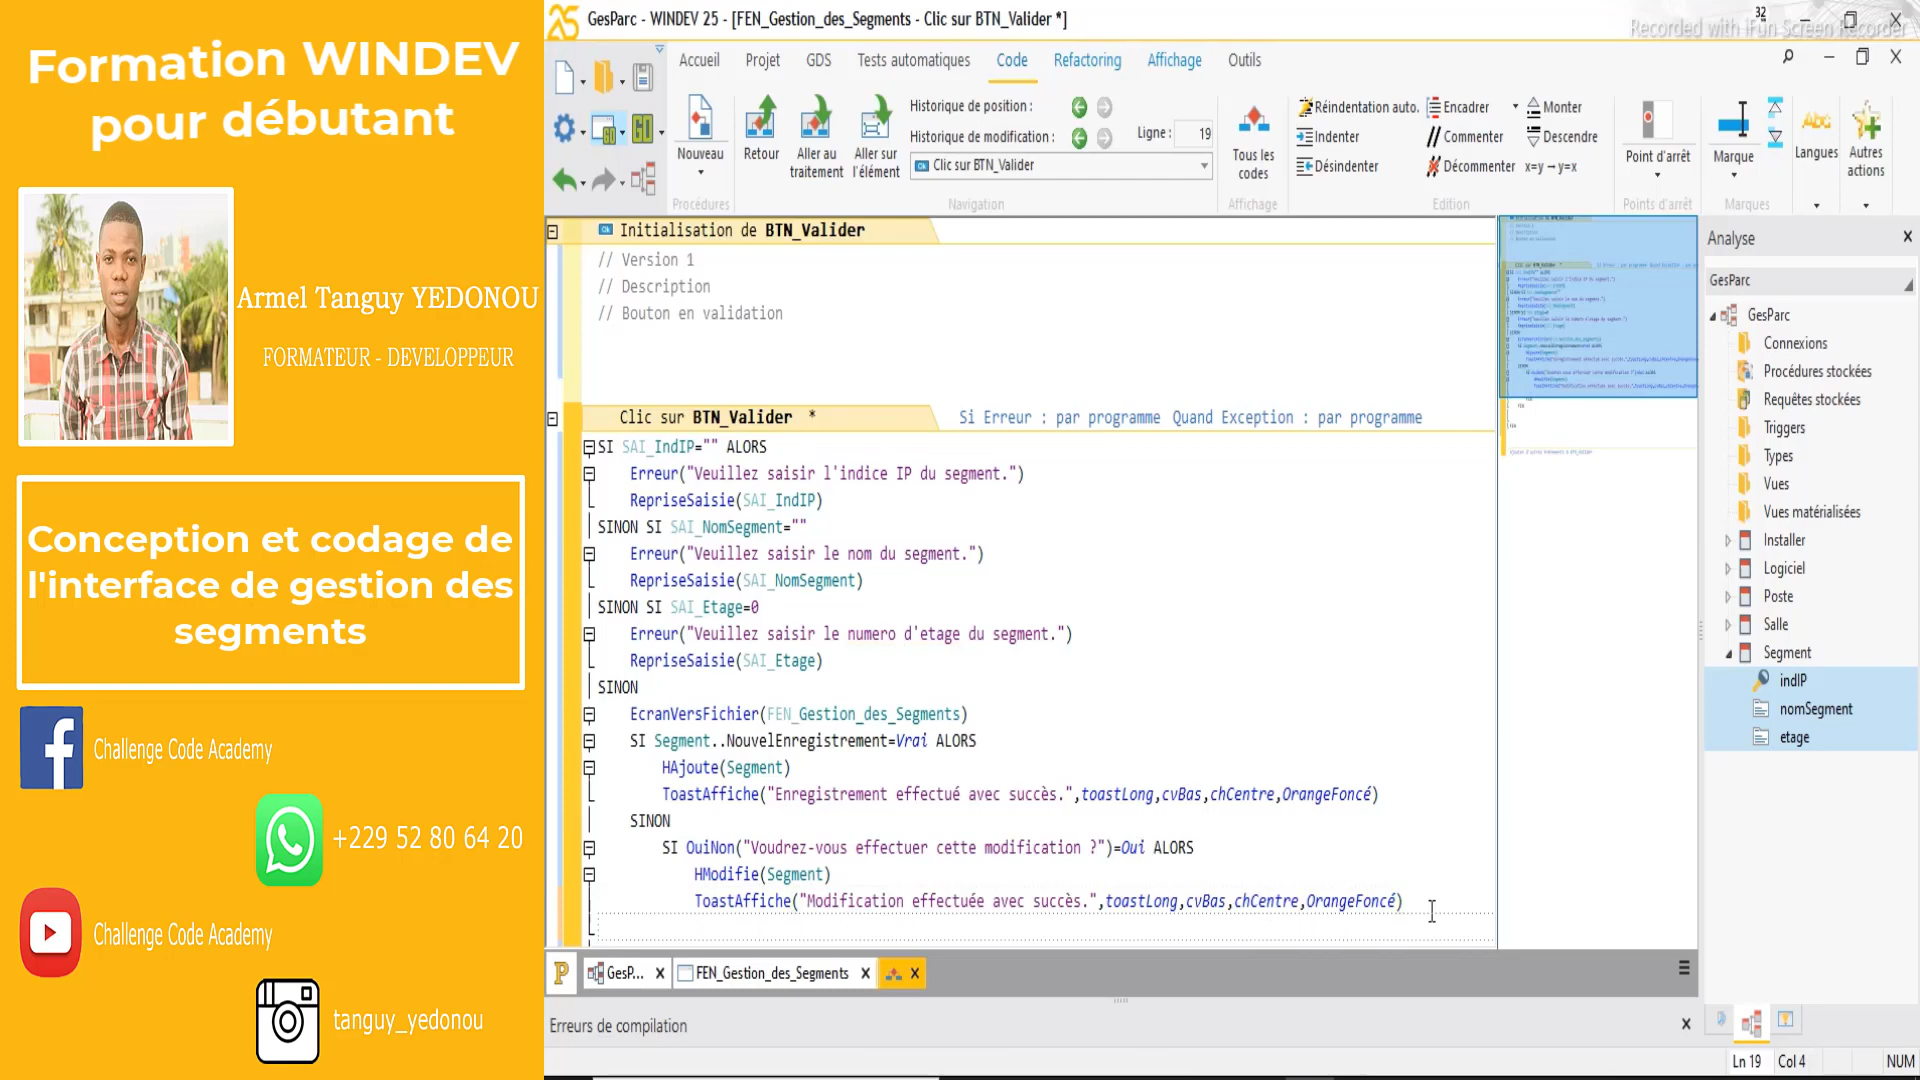 Formation WINDEV
pour débutant
Armel Tanguy YEDONOU
FORMATEUR - DEVELOPPEUR
Conception et codage de
l'interface de gestion des
segments
Challenge Code Academy
+229 52 80 64 20
Challenge Code Academy
tanguy_yedonou
25
GesParc - WINDEV 25 - [FEN_Gestion_des_Segments - Clic sur BTN_Valider *]
32
Recorded with iFun Screen Recorder
Accueil Projet GDS Tests automatiques Code Refactoring Affichage Outils
Nouveau
Procédures
Retour
Aller au
traitement
Aller sur
l'élément
Historique de position :
Historique de modification :
Ligne : 19
Clic sur BTN_Valider
Navigation
Tous les
codes
Affichage
Réindentation auto.
Indenter
Désindenter
Encadrer
Commenter
Décommenter
Monter
Descendre
x=y→y=x
Edition
Point d'arrêt
Points d'arrêt
Marque
Marques
Abc
Langues
Autres
actions
Initialisation de BTN_Valider
// Version 1
// Description
// Bouton en validation
Clic sur BTN_Valider * Si Erreur : par programme Quand Exception : par programme
SI SAI_IndIP="" ALORS
Erreur("Veuillez saisir l'indice IP du segment.")
RepriseSaisie(SAI_IndIP)
SINON SI SAI_NomSegment=""
Erreur("Veuillez saisir le nom du segment.")
RepriseSaisie(SAI_NomSegment)
SINON SI SAI_Etage=0
Erreur("Veuillez saisir le numero d'etage du segment.")
RepriseSaisie(SAI_Etage)
SINON
EcranVersFichier(FEN_Gestion_des_Segments)
SI Segment..NouvelEnregistrement=Vrai ALORS
HAjoute(Segment)
ToastAffiche("Enregistrement effectué avec succès.",toastLong,cvBas,chCentre,OrangeFoncé)
SINON
SI OuiNon("Voudrez-vous effectuer cette modification ?")=Oui ALORS
HModifie(Segment)
ToastAffiche("Modification effectuée avec succès.",toastLong,cvBas,chCentre,OrangeFoncé)
GesP...
FEN_Gestion_des_Segments
Erreurs de compilation
Analyse
GesParc
GesParc
Connexions
Procédures stockées
Requêtes stockées
Triggers
Types
Vues
Vues matérialisées
Installer
Logiciel
Poste
Salle
Segment
indIP
nomSegment
etage
Ln 19 Col 4 NUM